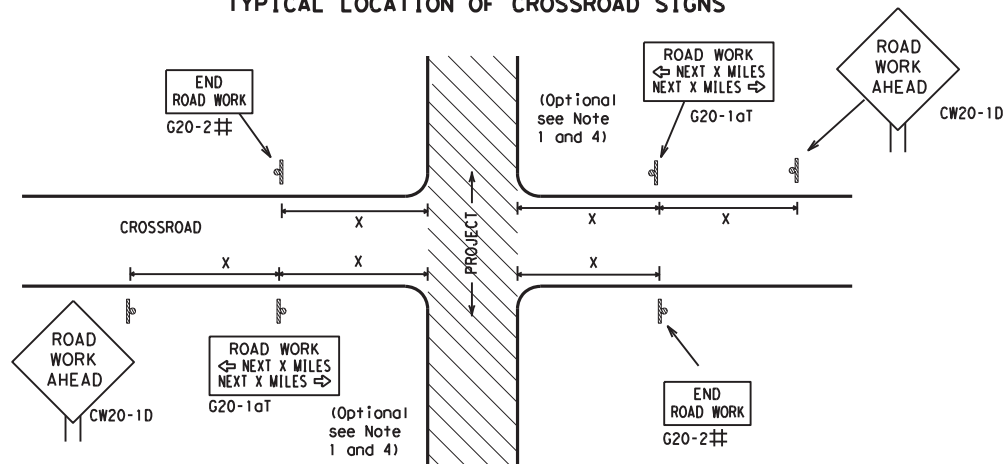 TYPICAL LOCATION OF CROSSROAD SIGNS
END
ROAD WORK
G20-2‡‡
(Optional
see Note
1 and 4)
ROAD WORK
⇦ NEXT X MILES
NEXT X MILES ⇨
G20-1aT
ROAD
WORK
AHEAD
CW20-1D
CROSSROAD
X
X
X
PROJECT
X
X
X
ROAD
WORK
AHEAD
CW20-1D
ROAD WORK
⇦ NEXT X MILES
NEXT X MILES ⇨
G20-1aT
(Optional
see Note
1 and 4)
END
ROAD WORK
G20-2‡‡